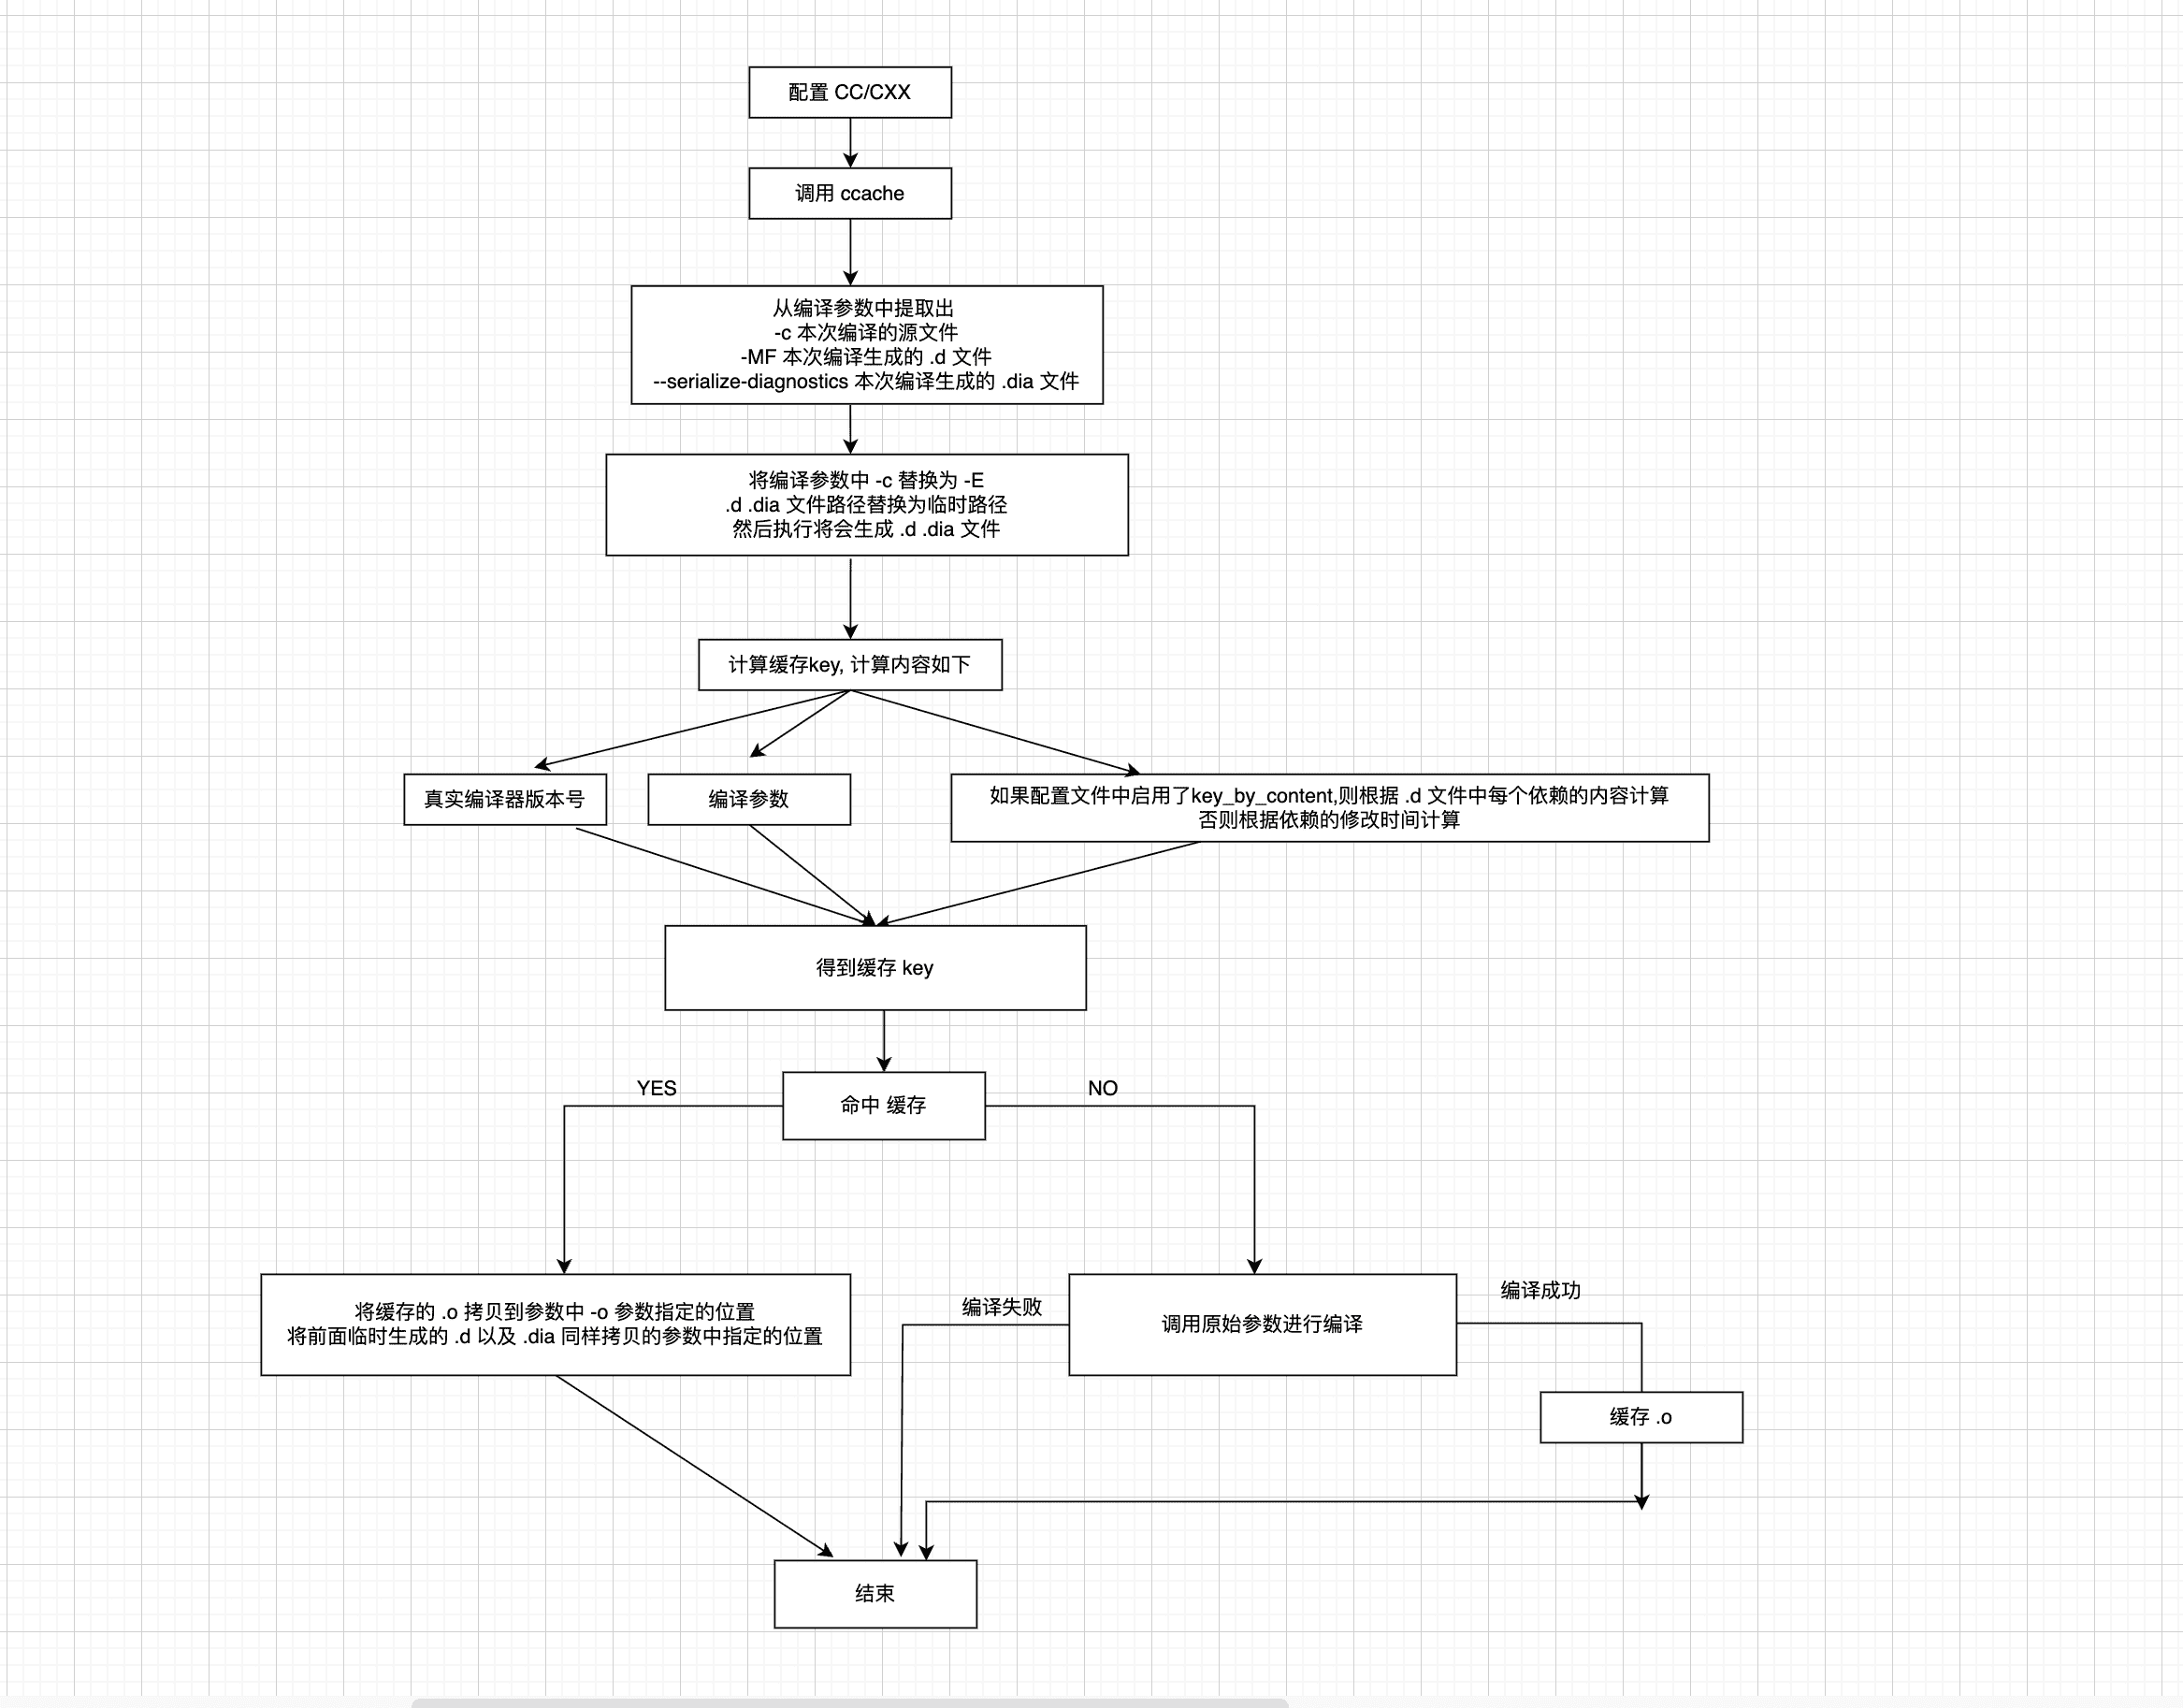 配置 CC/CXX
调用 ccache
从编译参数中提取出
-c 本次编译的源文件
-MF 本次编译生成的 .d 文件
--serialize-diagnostics 本次编译生成的 .dia 文件
将编译参数中 -c 替换为 -E
.d .dia 文件路径替换为临时路径
然后执行将会生成 .d .dia 文件
计算缓存key, 计算内容如下
真实编译器版本号
编译参数
如果配置文件中启用了key_by_content,则根据 .d 文件中每个依赖的内容计算
否则根据依赖的修改时间计算
得到缓存 key
YES
命中 缓存
NO
将缓存的 .o 拷贝到参数中 -o 参数指定的位置
将前面临时生成的 .d 以及 .dia 同样拷贝的参数中指定的位置
编译失败
调用原始参数进行编译
编译成功
缓存 .o
结束